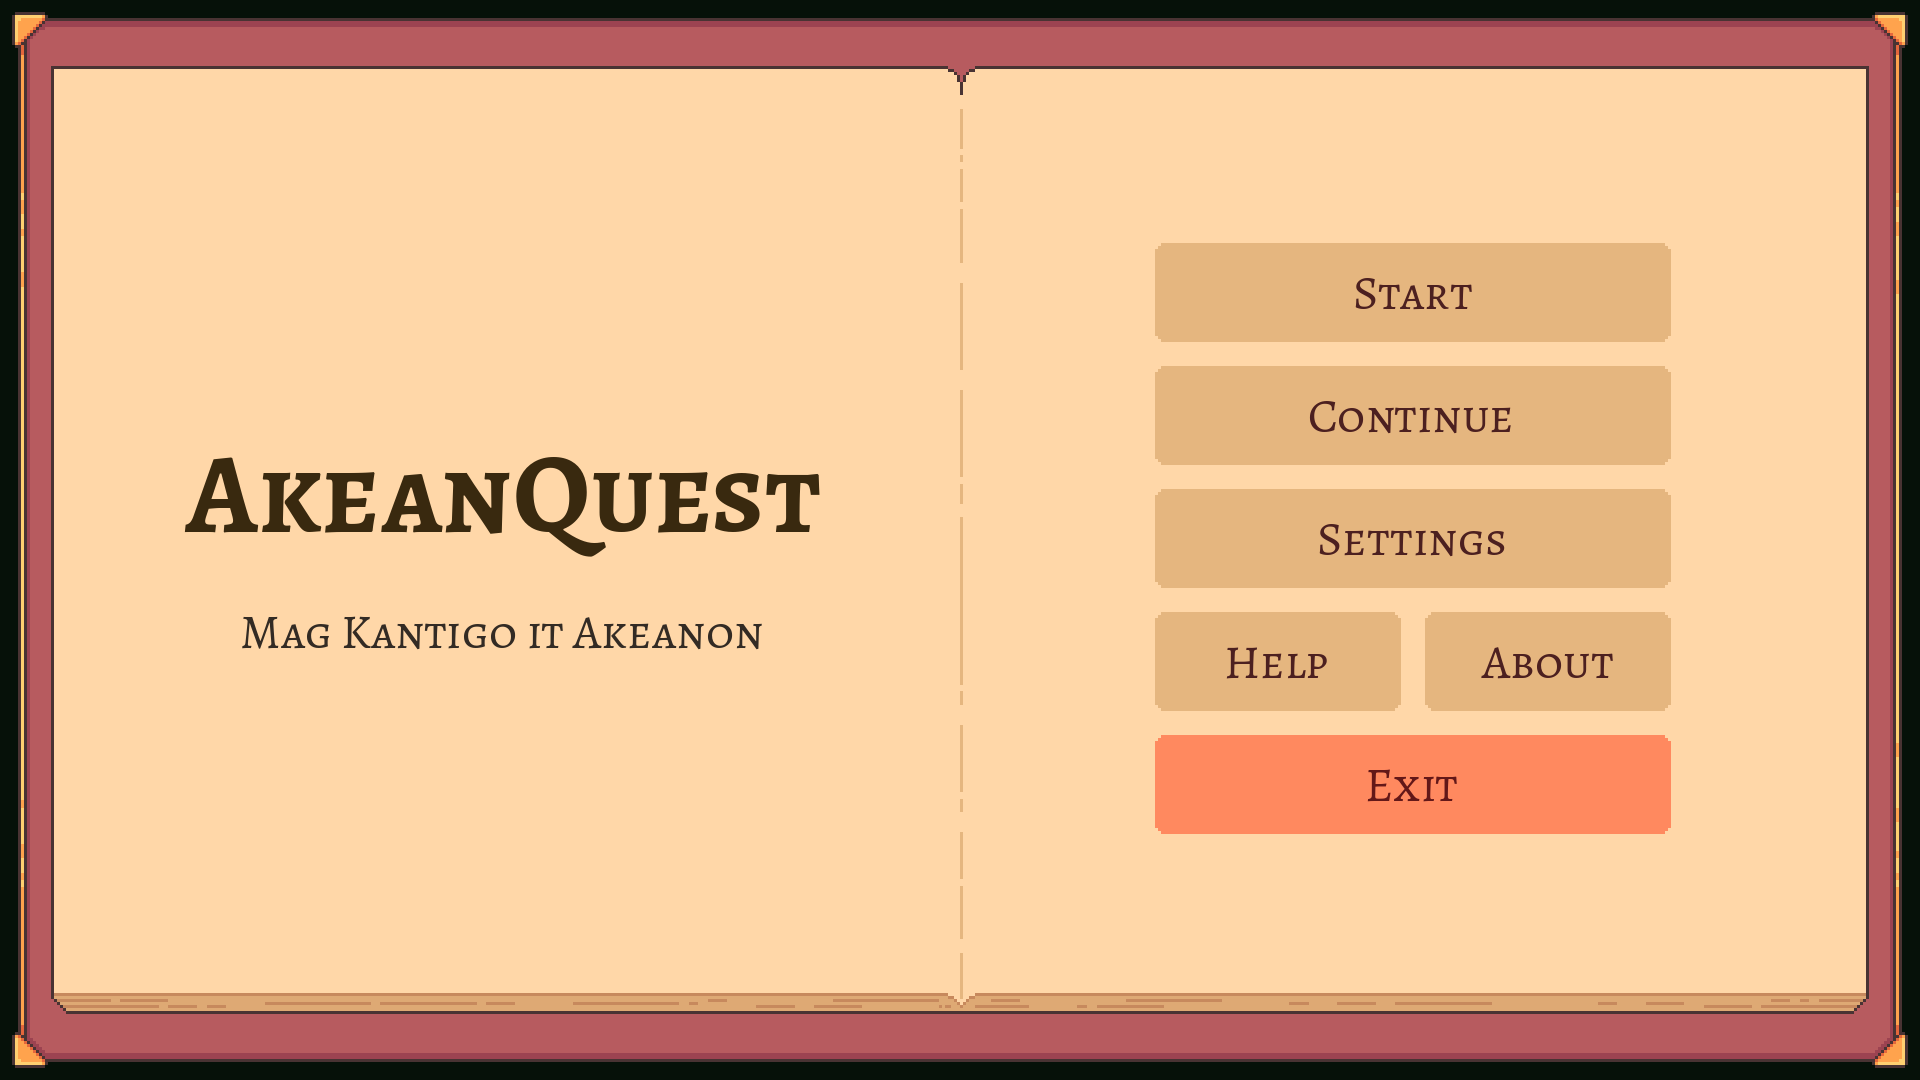 AkeanQuest
Mag Kantigo it Akeanon
Start
Continue
Settings
Help
About
Exit